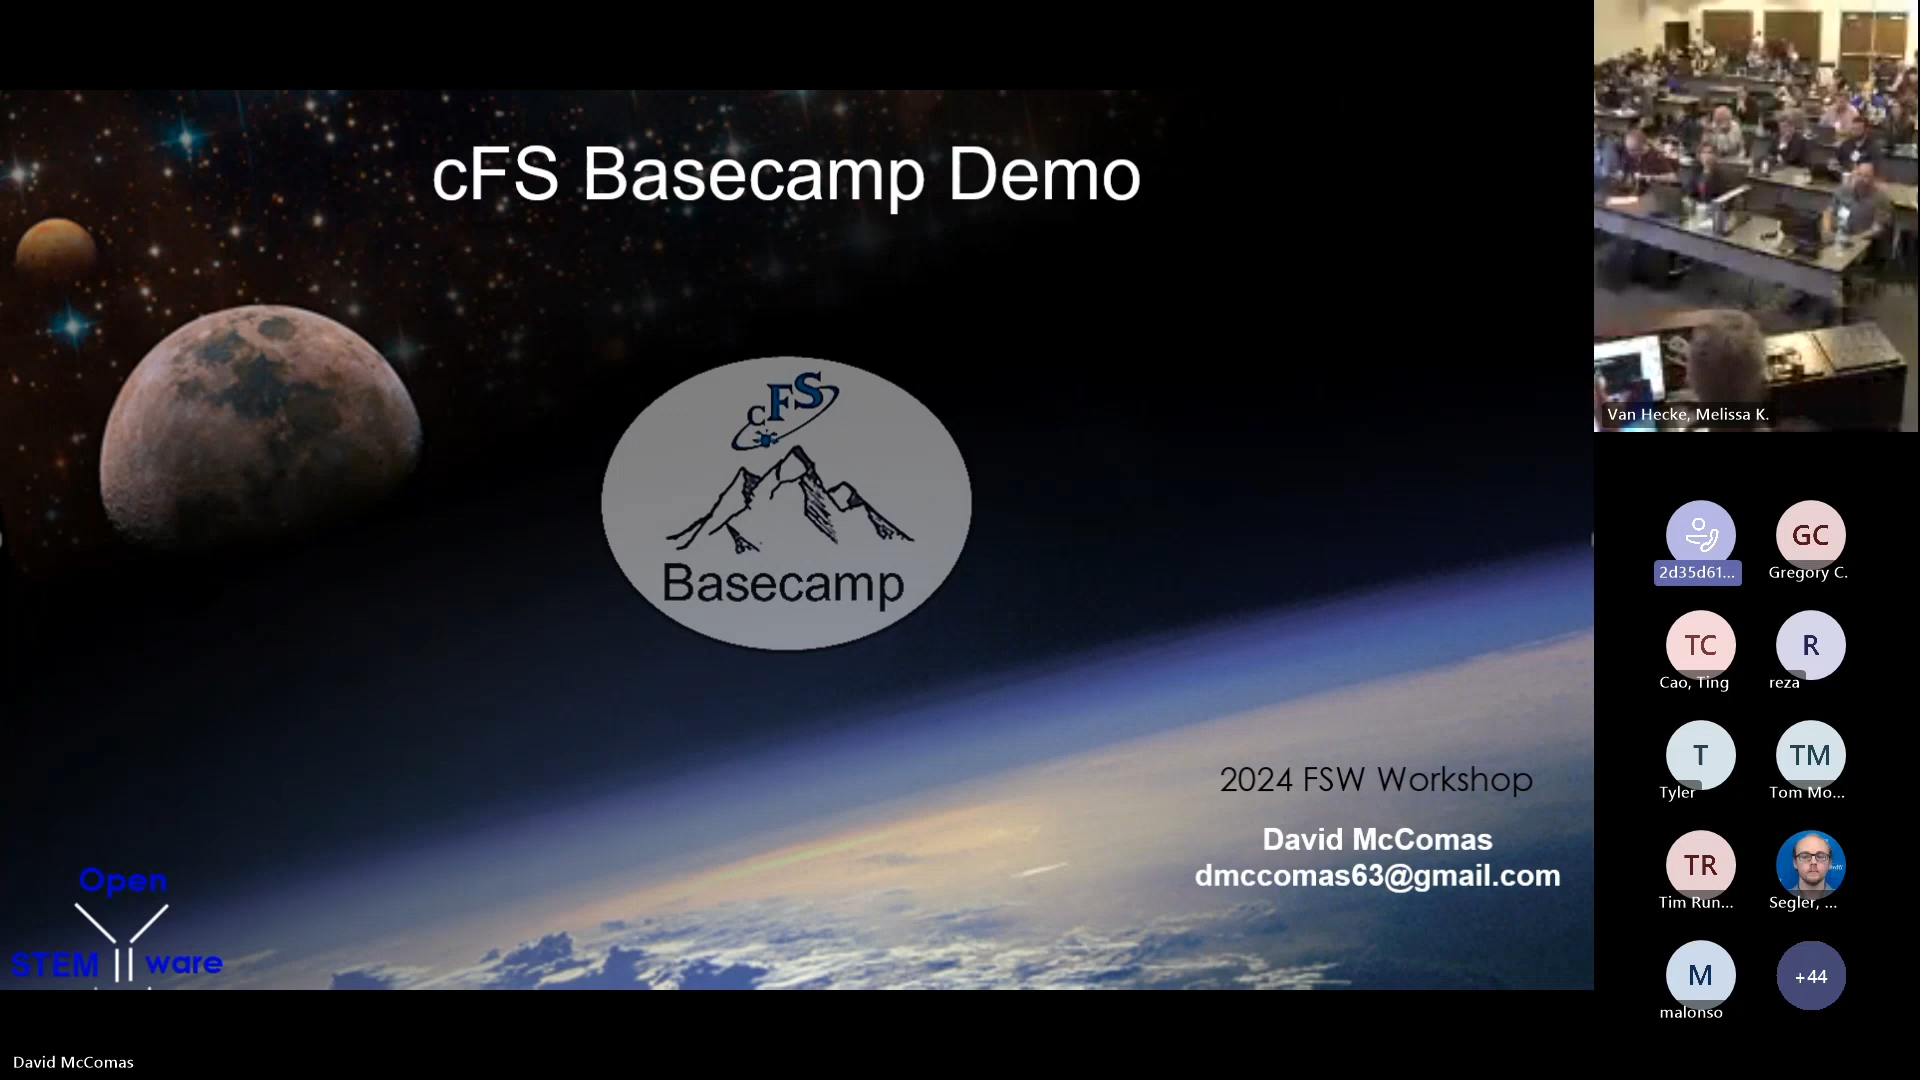 cFS Basecamp Demo
cFS
Basecamp
2024 FSW Workshop
David McComas
dmccomas63@gmail.com
Open
STEM ware
David McComas
Van Hecke, Melissa K.
2d35d61...
GC
Gregory C.
TC
Cao, Ting
R
reza
T
Tyler
TM
Tom Mo...
TR
Tim Run...
Segler, ...
M
malonso
+44